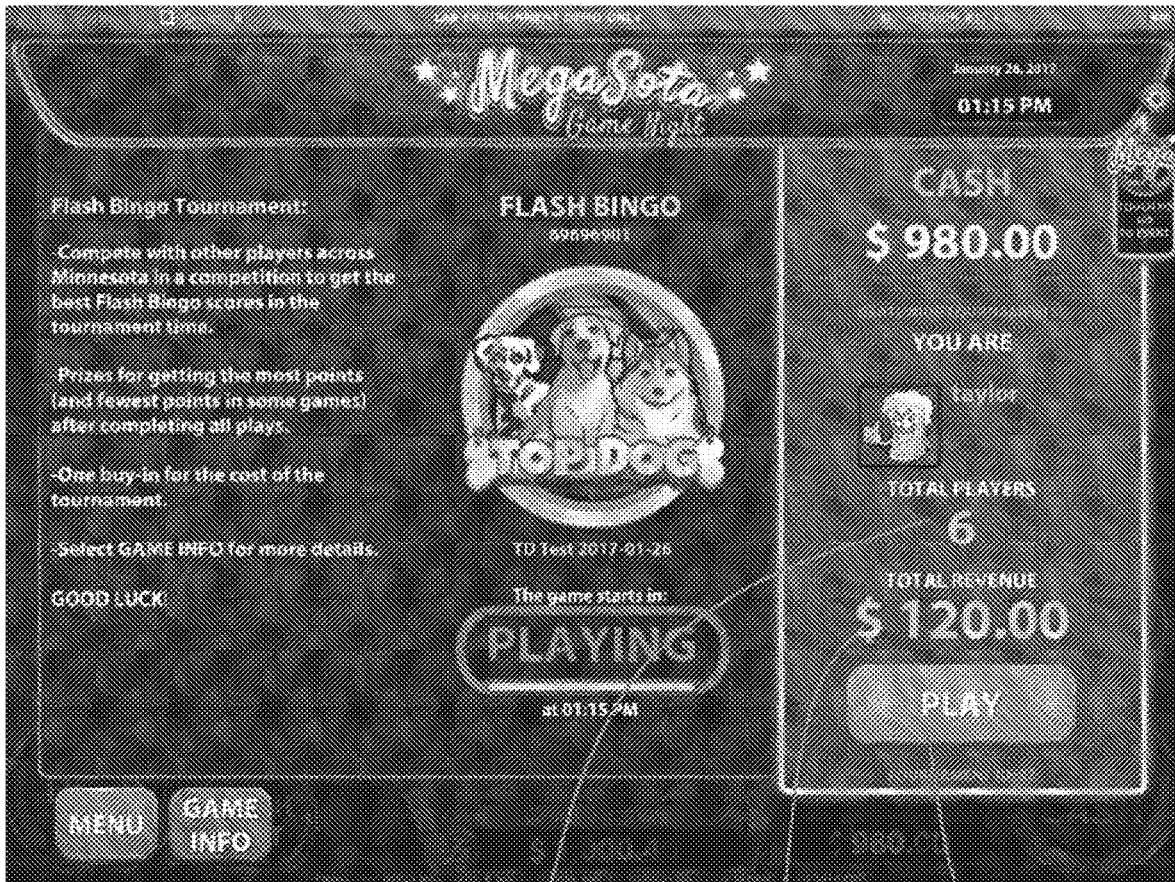 MegaSota
Game Night
01:15 PM
Flash Bingo Tournament:
-Compete with other players across
Minnesota in a competition to get the
best Flash Bingo scores in the
tournament time.
-Prizes for getting the most points
(and fewest points in some games)
after completing all plays.
-One buy-in for the cost of the
tournament.
-Select GAME INFO for more details.
GOOD LUCK!
FLASH BINGO
TOP DOG
TD Test 2017-01-26
The game starts in:
PLAYING
at 01:15 PM
CASH
$ 980.00
YOU ARE
taylor
TOTAL PLAYERS
6
TOTAL REVENUE
$ 120.00
PLAY
MENU
GAME
INFO
980